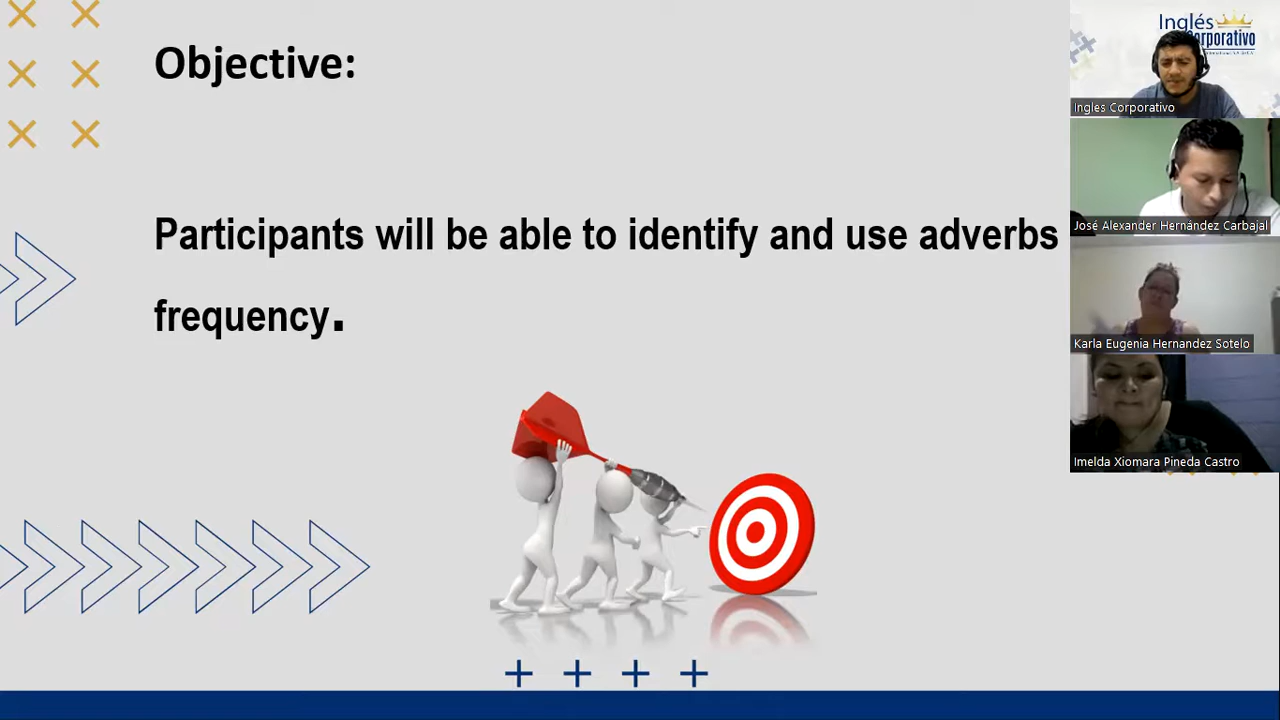 Objective:
Participants will be able to identify and use adverbs
frequency.
Inglés
Corporativo
Ingles Corporativo
José Alexander Hernández Carbajal
Karla Eugenia Hernandez Sotelo
Imelda Xiomara Pineda Castro